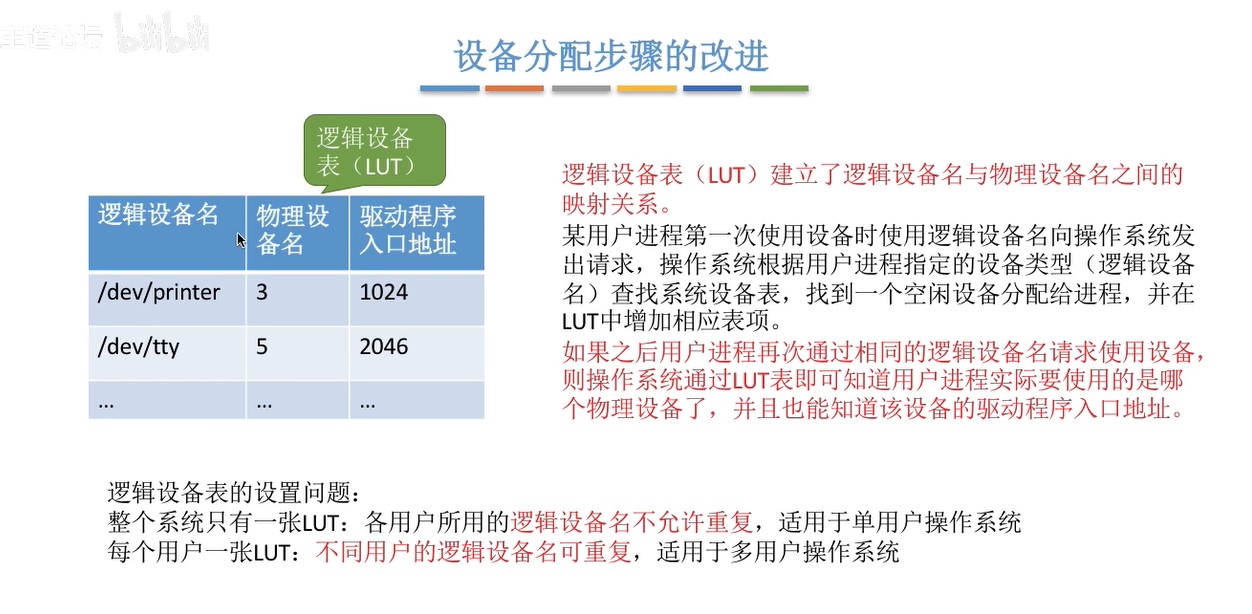 王道论坛 bilibili
设备分配步骤的改进
逻辑设备
表（LUT）
逻辑设备名 物理设备名 驱动程序入口地址
/dev/printer 3 1024
/dev/tty 5 2046
... ... ...
逻辑设备表（LUT）建立了逻辑设备名与物理设备名之间的
映射关系。
某用户进程第一次使用设备时使用逻辑设备名向操作系统发
出请求，操作系统根据用户进程指定的设备类型（逻辑设备
名）查找系统设备表，找到一个空闲设备分配给进程，并在
LUT中增加相应表项。
如果之后用户进程再次通过相同的逻辑设备名请求使用设备，
则操作系统通过LUT表即可知道用户进程实际要使用的是哪
个物理设备了，并且也能知道该设备的驱动程序入口地址。
逻辑设备表的设置问题：
整个系统只有一张LUT：各用户所用的逻辑设备名不允许重复，适用于单用户操作系统
每个用户一张LUT：不同用户的逻辑设备名可重复，适用于多用户操作系统